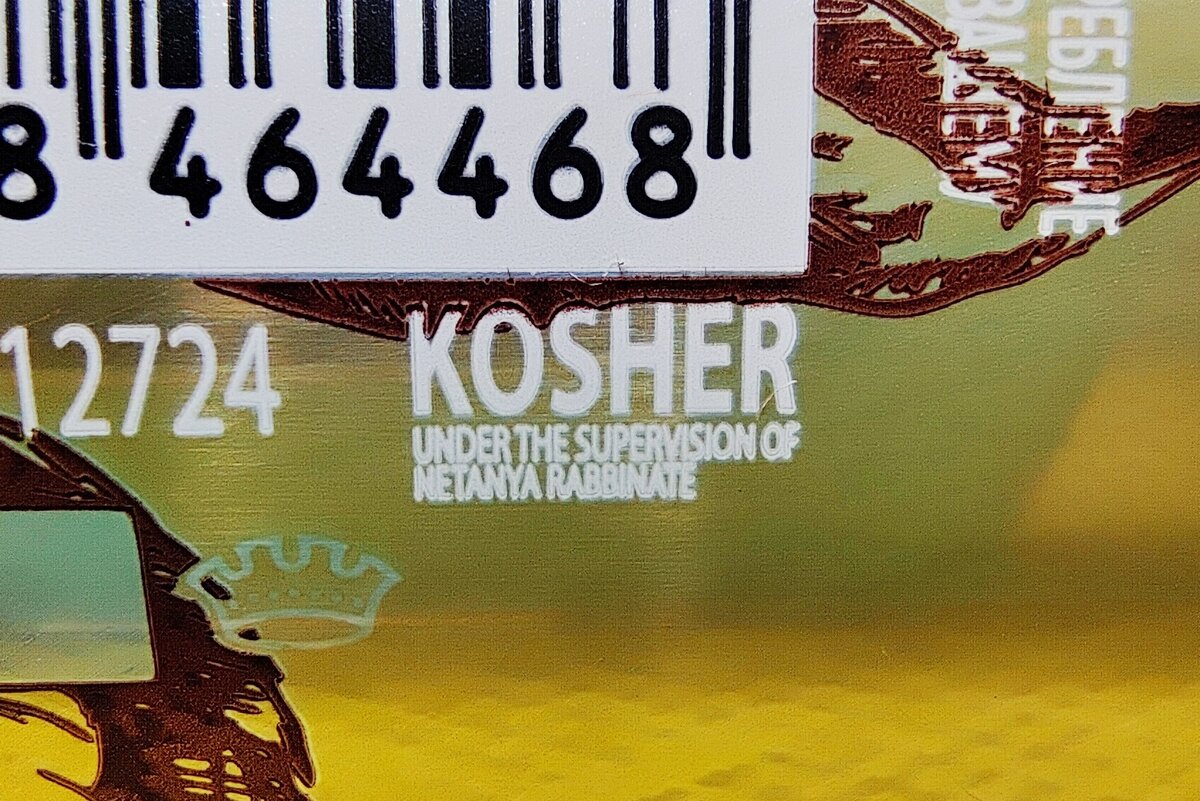 8 464468
12724
KOSHER
UNDER THE SUPERVISION OF
NETANYA RABBINATE